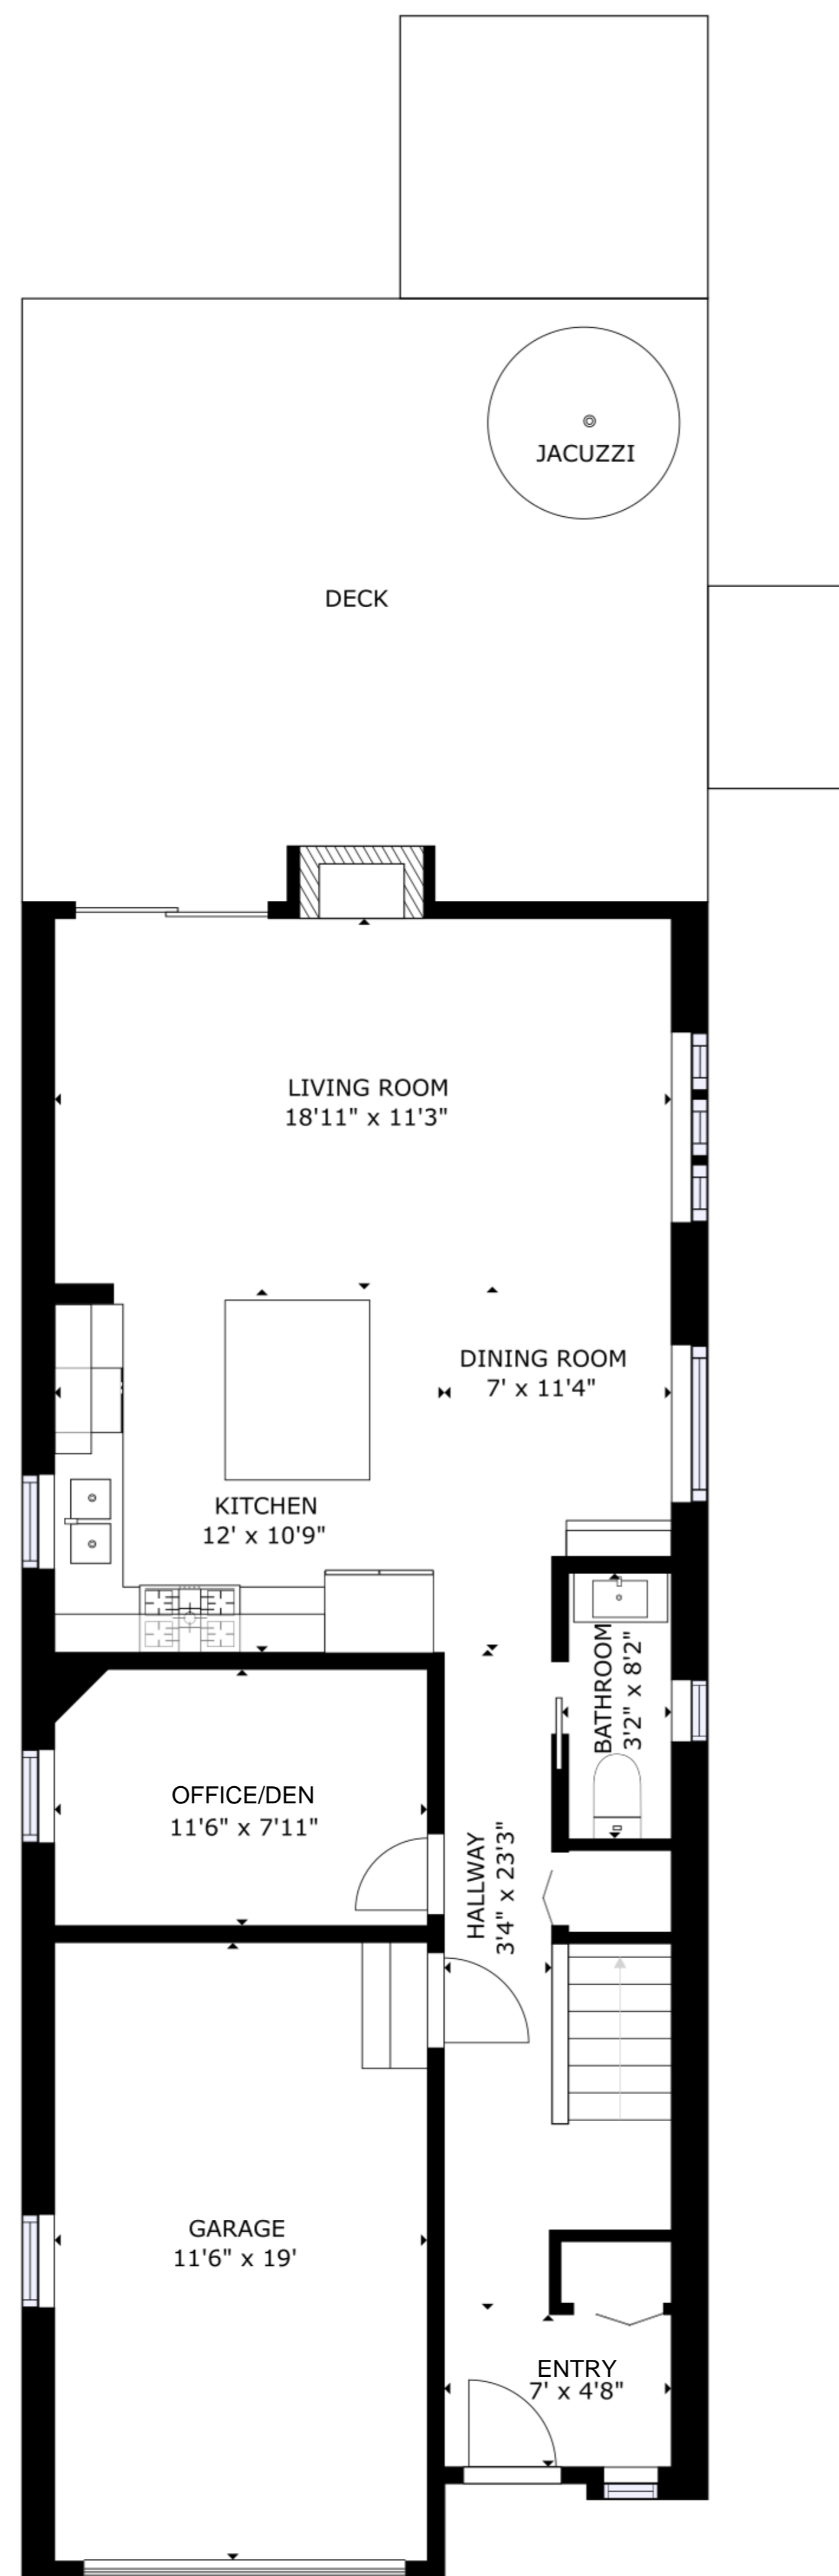 JACUZZI
DECK
LIVING ROOM
18'11" x 11'3"
DINING ROOM
7' x 11'4"
KITCHEN
12' x 10'9"
BATHROOM
3'2" x 8'2"
OFFICE/DEN
11'6" x 7'11"
HALLWAY
3'4" x 23'3"
GARAGE
11'6" x 19'
ENTRY
7' x 4'8"